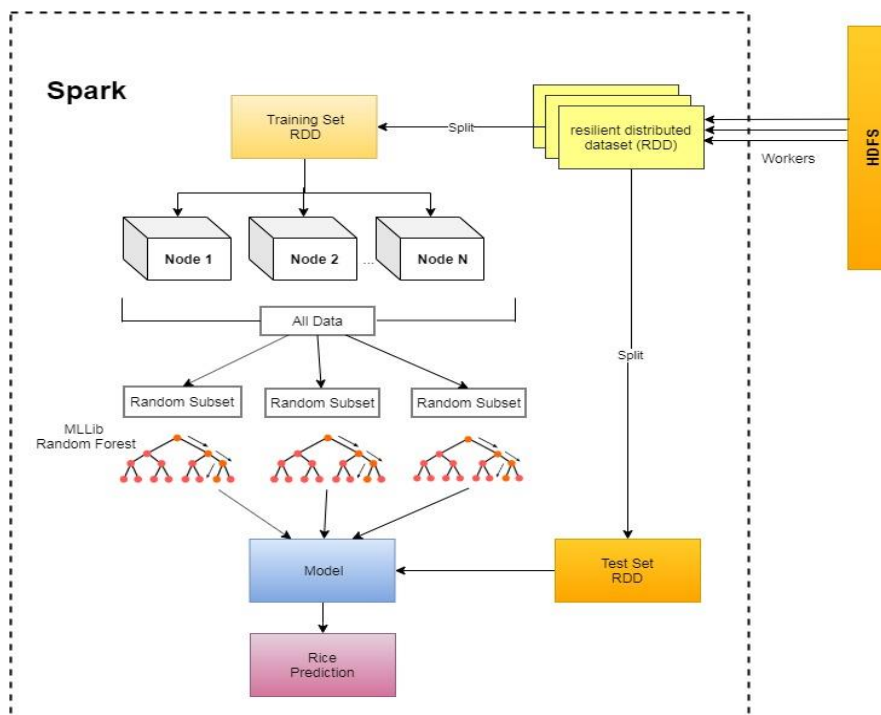 Spark
Training Set
RDD
Split
resilient distributed
dataset (RDD)
Workers
HDFS
Node 1
Node 2
...
Node N
All Data
Split
Random Subset
Random Subset
Random Subset
MLLib
Random Forest
Model
Test Set
RDD
Rice
Prediction